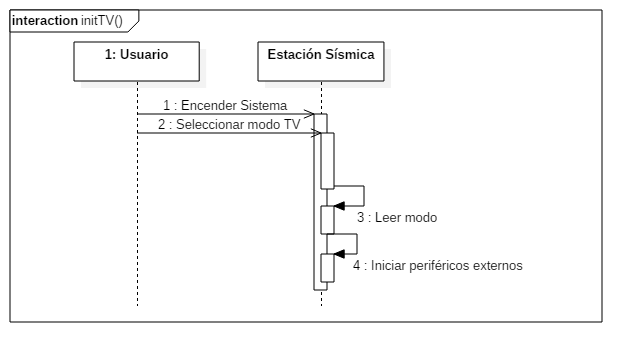 interaction initTV()
1: Usuario
Estación Sísmica
1 : Encender Sistema
2 : Seleccionar modo TV
3 : Leer modo
4 : Iniciar periféricos externos